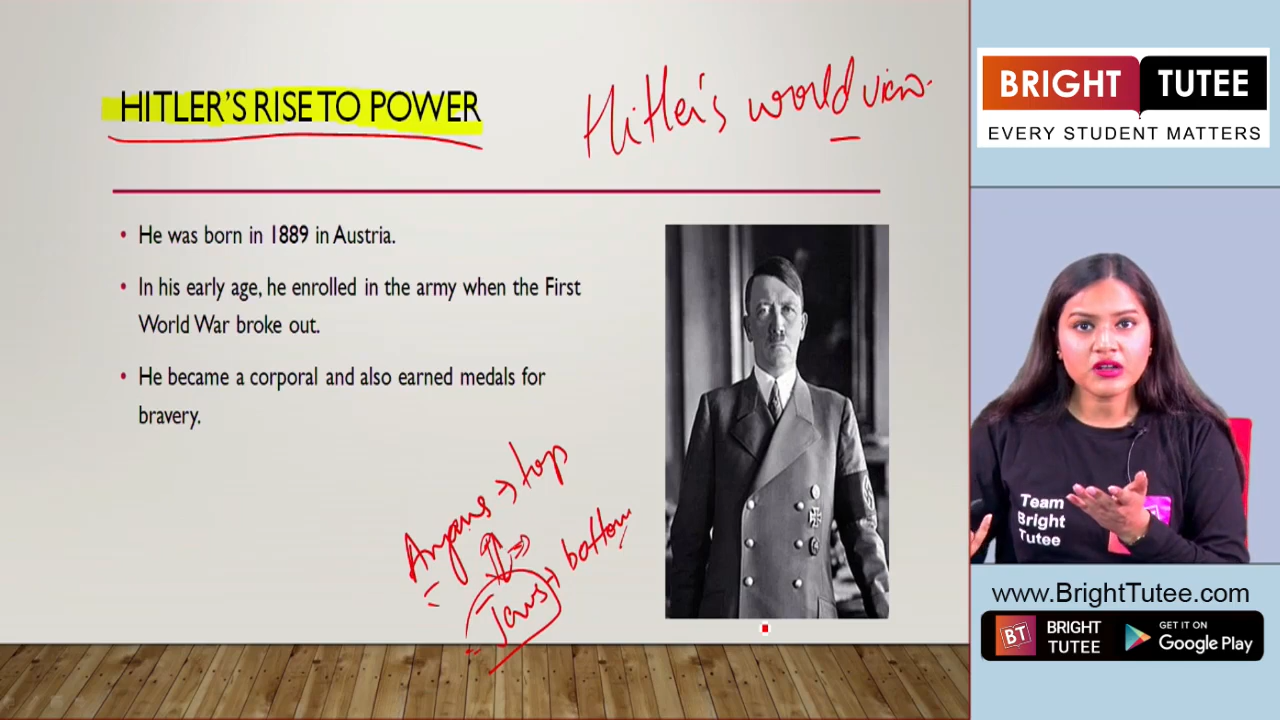 HITLER'S RISE TO POWER
Hitler's world view.
• He was born in 1889 in Austria.
• In his early age, he enrolled in the army when the First
World War broke out.
• He became a corporal and also earned medals for
bravery.
Aryans → top
Jews → bottom
BRIGHT TUTEE
EVERY STUDENT MATTERS
Team
Bright
Tutee
www.BrightTutee.com
BT
BRIGHT
TUTEE
GET IT ON
Google Play